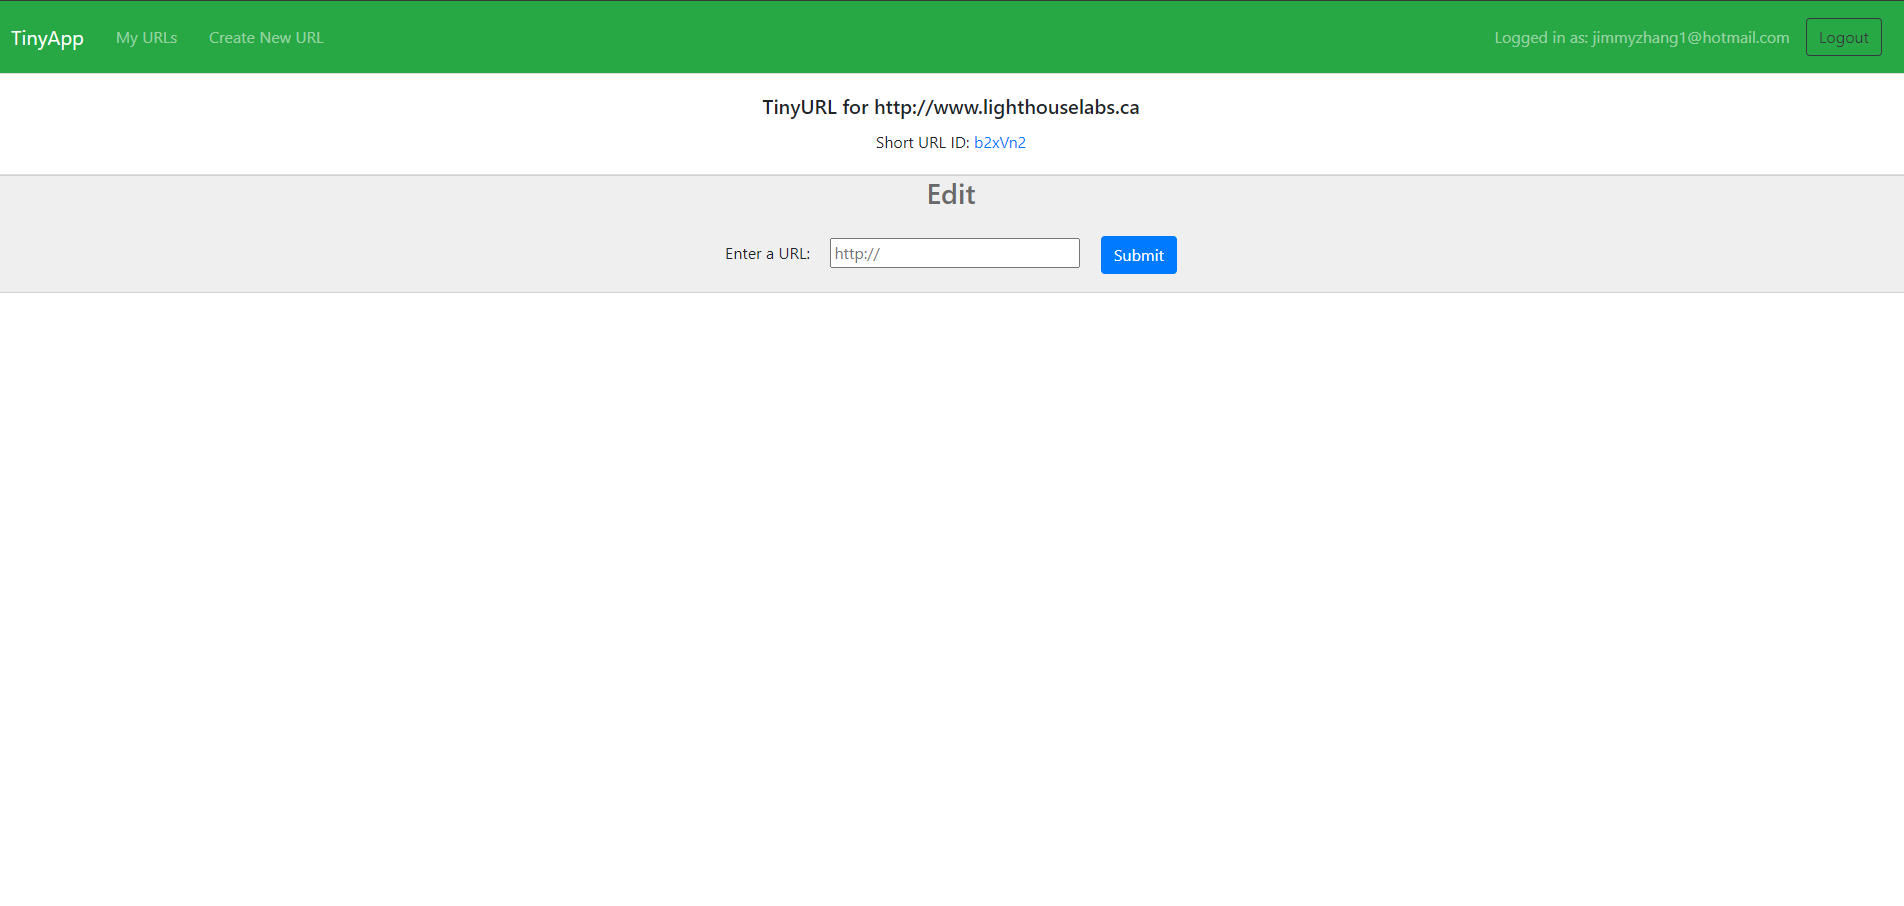 TinyApp My URLs Create New URL Logged in as: jimmyzhang1@hotmail.com Logout
TinyURL for http://www.lighthouselabs.ca
Short URL ID: b2xVn2
Edit
Enter a URL: http:// Submit